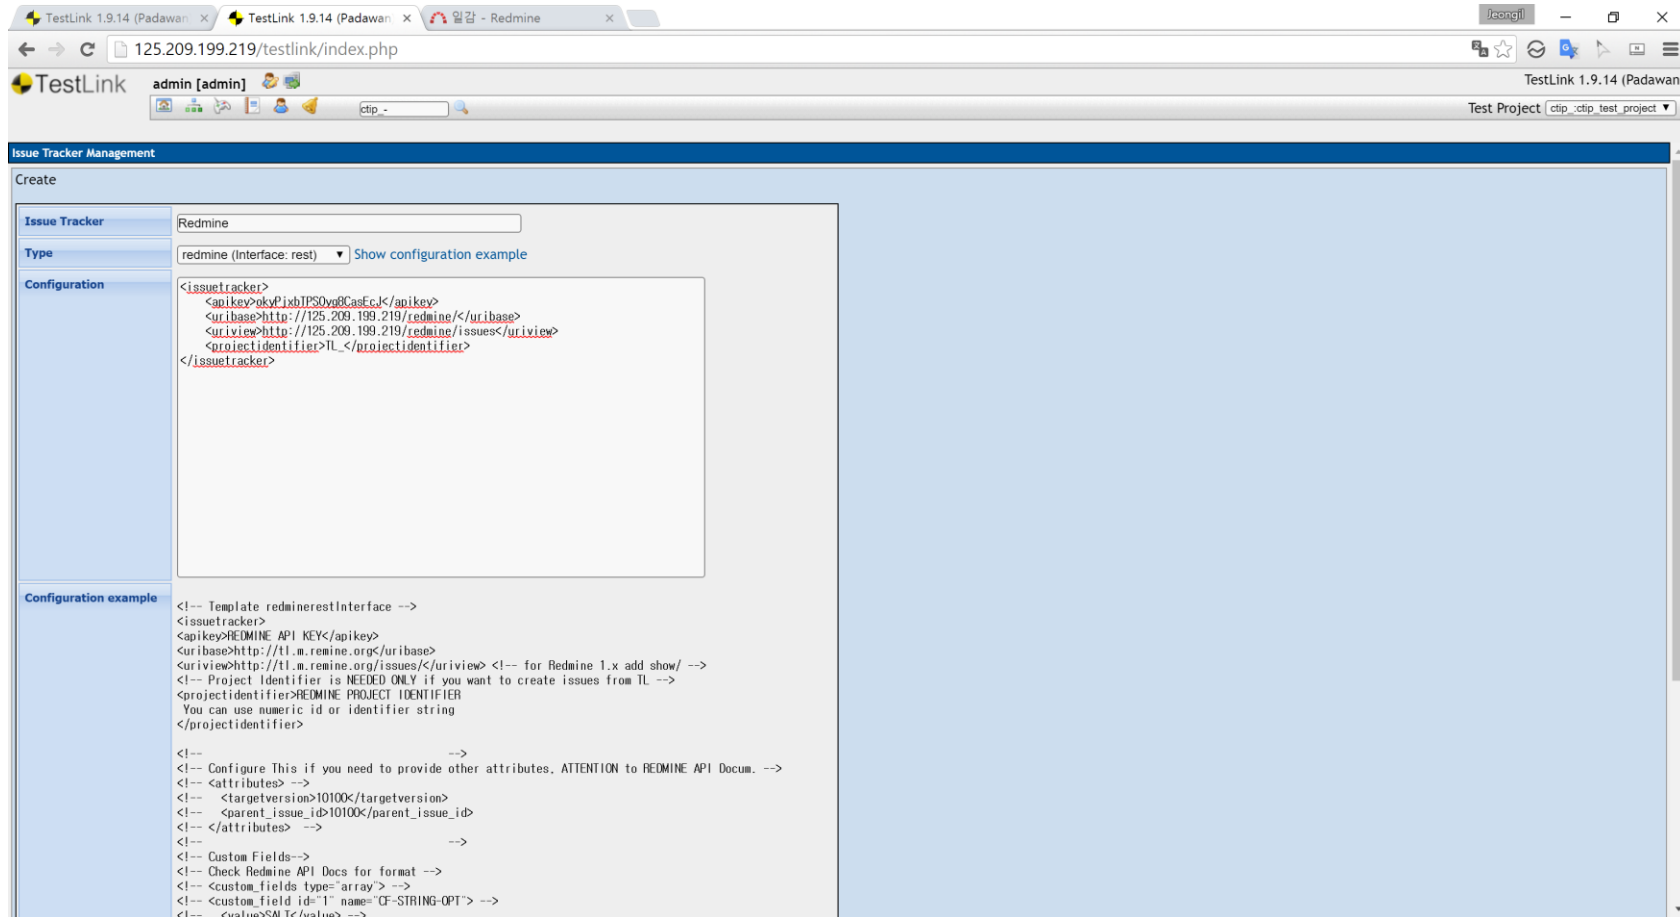 TestLink 1.9.14 (Padawan
TestLink 1.9.14 (Padawan
일감 - Redmine
Jeongil
125.209.199.219/testlink/index.php
TestLink
admin [admin]
TestLink 1.9.14 (Padawan
ctip_-
Test Project
ctip_:ctip_test_project
Issue Tracker Management
Create
Issue Tracker
Redmine
Type
redmine (Interface: rest)
Show configuration example
Configuration
<issuetracker>
<apikey>okyPjxbTPSOyg8CasEcJ</apikey>
<uribase>http://125.209.199.219/redmine/</uribase>
<uriview>http://125.209.199.219/redmine/issues</uriview>
<projectidentifier>TL_</projectidentifier>
</issuetracker>
Configuration example
<!-- Template redminerestInterface -->
<issuetracker>
<apikey>REDMINE API KEY</apikey>
<uribase>http://tl.m.remine.org</uribase>
<uriview>http://tl.m.remine.org/issues/</uriview> <!-- for Redmine 1.x add show/ -->
<!-- Project Identifier is NEEDED ONLY if you want to create issues from TL -->
<projectidentifier>REDMINE PROJECT IDENTIFIER
You can use numeric id or identifier string
</projectidentifier>
<!-- -->
<!-- Configure This if you need to provide other attributes, ATTENTION to REDMINE API Docum. -->
<!-- <attributes> -->
<!-- <targetversion>10100</targetversion>
<!-- <parent_issue_id>10100</parent_issue_id>
<!-- </attributes> -->
<!-- -->
<!-- Custom Fields-->
<!-- Check Redmine API Docs for format -->
<!-- <custom_fields type="array"> -->
<!-- <custom_field id="1" name="CF-STRING-OPT"> -->
<!-- <value>SALT</value> -->